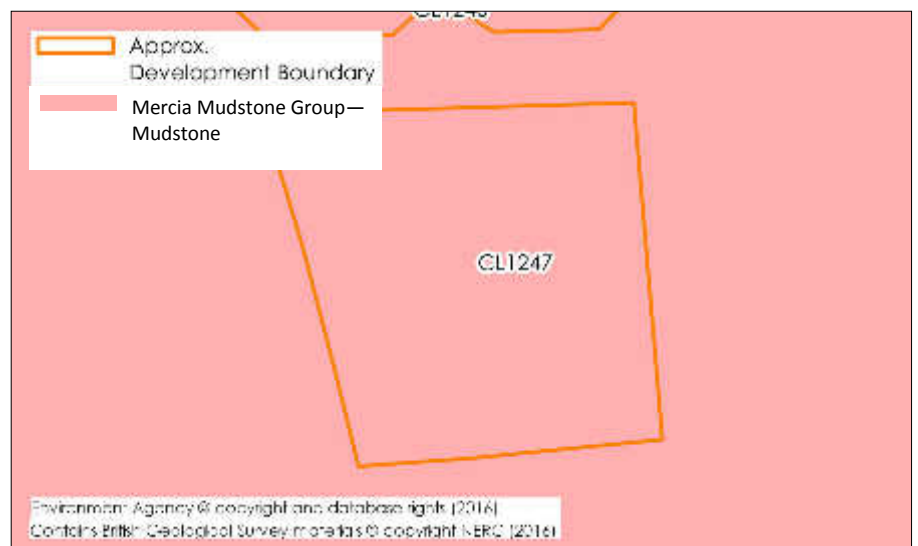 Approx.
Development Boundary
Mercia Mudstone Group—
Mudstone
CL1247
Environment Agency © copyright and database rights (2016)
Contains British Geological Survey materials © copyright NERC (2016)